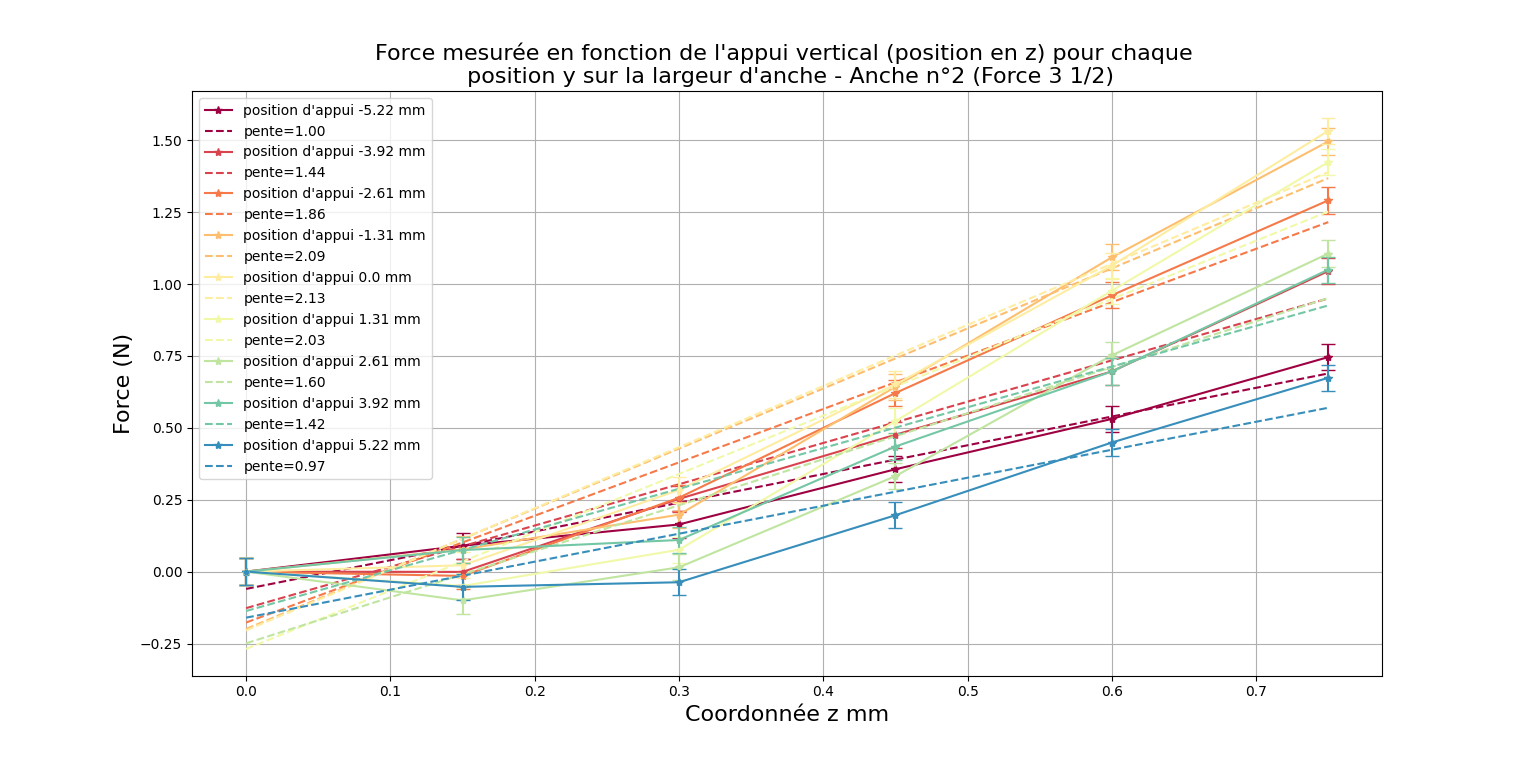 Force mesurée en fonction de l'appui vertical (position en z) pour chaque
position y sur la largeur d'anche - Anche n°2 (Force 3 1/2)
position d'appui -5.22 mm
pente=1.00
position d'appui -3.92 mm
pente=1.44
position d'appui -2.61 mm
pente=1.86
position d'appui -1.31 mm
pente=2.09
position d'appui 0.0 mm
pente=2.13
position d'appui 1.31 mm
pente=2.03
position d'appui 2.61 mm
pente=1.60
position d'appui 3.92 mm
pente=1.42
position d'appui 5.22 mm
pente=0.97
Force (N)
1.50
1.25
1.00
0.75
0.50
0.25
0.00
−0.25
0.0
0.1
0.2
0.3
0.4
0.5
0.6
0.7
Coordonnée z mm